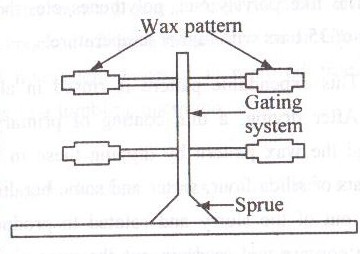 Wax pattern
Gating
system
Sprue